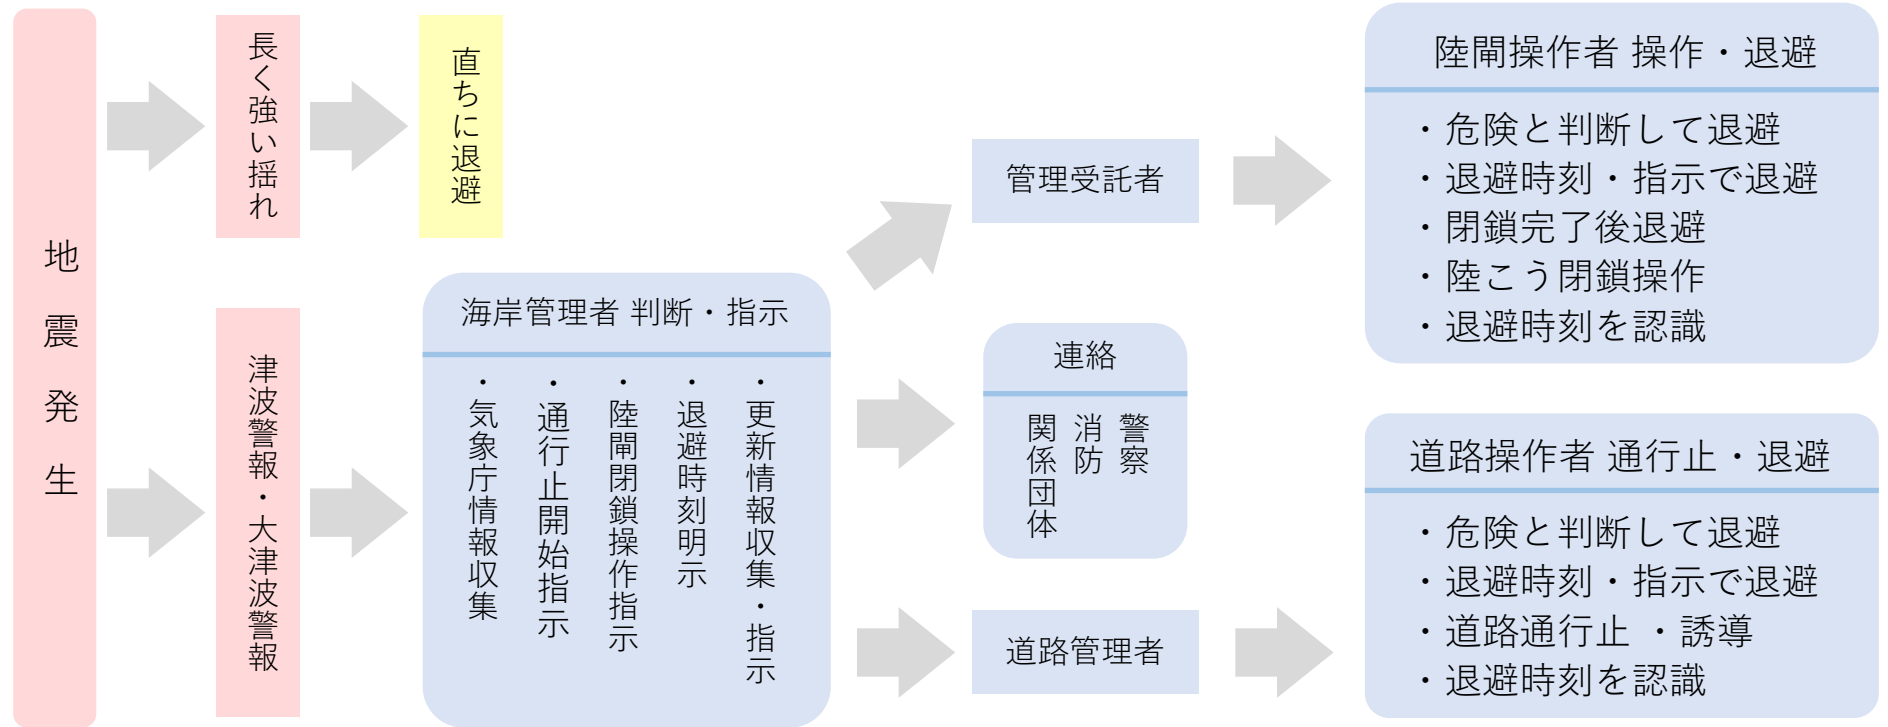 地震発生
長く強い揺れ
直ちに退避
津波警報・大津波警報
海岸管理者 判断・指示
・気象庁情報収集
・通行止開始指示
・陸閘閉鎖操作指示
・退避時刻明示
・更新情報収集・指示
管理受託者
連絡
関係団体
消防
警察
道路管理者
陸閘操作者 操作・退避
・危険と判断して退避
・退避時刻・指示で退避
・閉鎖完了後退避
・陸こう閉鎖操作
・退避時刻を認識
道路操作者 通行止・退避
・危険と判断して退避
・退避時刻・指示で退避
・道路通行止 ・誘導
・退避時刻を認識